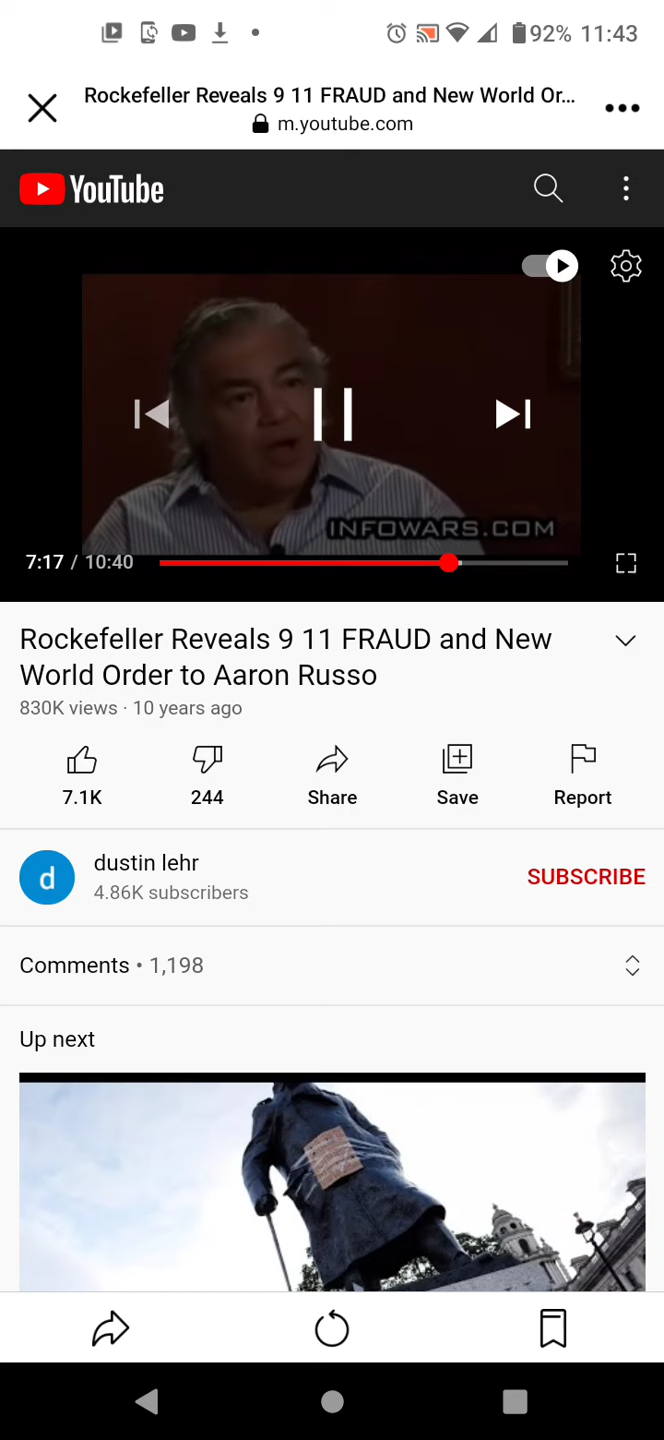 92% 11:43
Rockefeller Reveals 9 11 FRAUD and New World Or...
m.youtube.com
YouTube
INFOWARS.COM
7:17 / 10:40
Rockefeller Reveals 9 11 FRAUD and New
World Order to Aaron Russo
830K views · 10 years ago
7.1K 244 Share Save Report
d
dustin lehr
4.86K subscribers
SUBSCRIBE
Comments • 1,198
Up next